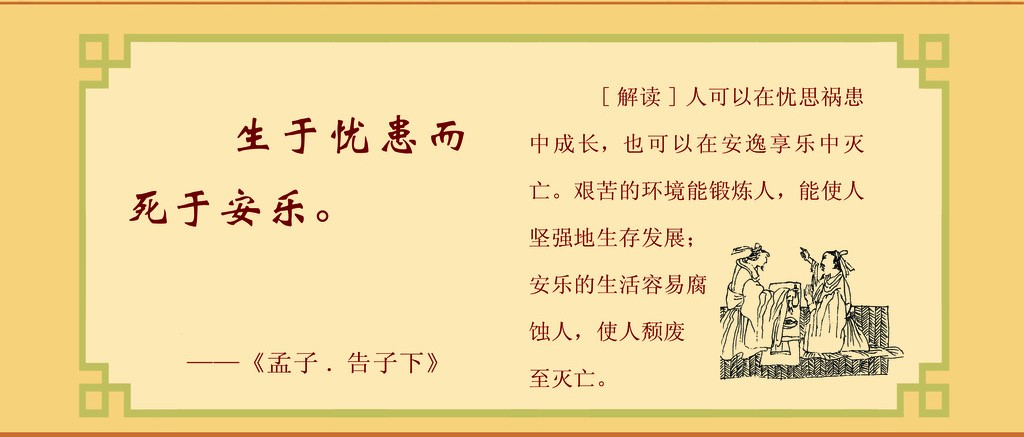 生于忧患而
死于安乐。
——《孟子．告子下》
［解读］人可以在忧思祸患
中成长，也可以在安逸享乐中灭
亡。艰苦的环境能锻炼人，能使人
坚强地生存发展；
安乐的生活容易腐
蚀人，使人颓废
至灭亡。